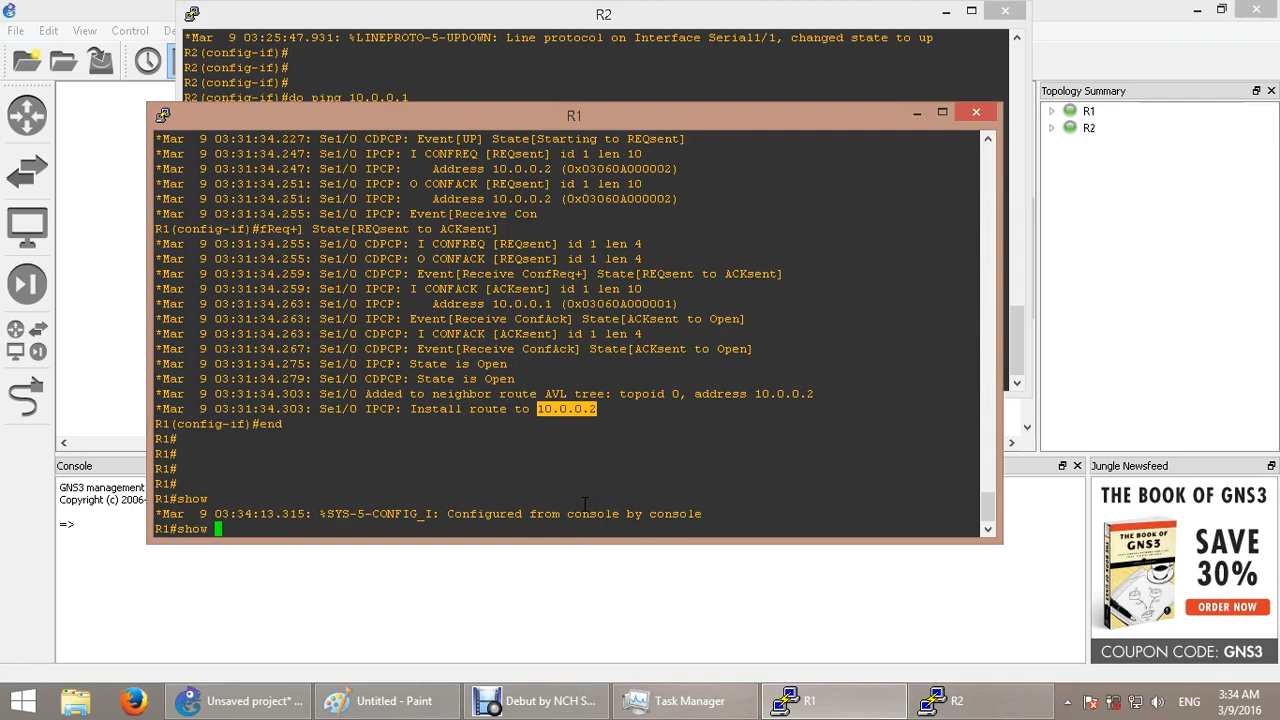 R2
File
Edit
View
Control
*Mar  9 03:25:47.931: %LINEPROTO-5-UPDOWN: Line protocol on Interface Serial1/1, changed state to up
R2(config-if)#
R2(config-if)#
R2(config-if)#
R2(config-if)#do ping 10.0.0.1
R1
*Mar  9 03:31:34.227: Se1/0 CDPCP: Event[UP] State[Starting to REQsent]
*Mar  9 03:31:34.247: Se1/0 IPCP: I CONFREQ [REQsent] id 1 len 10
*Mar  9 03:31:34.247: Se1/0 IPCP:    Address 10.0.0.2 (0x03060A000002)
*Mar  9 03:31:34.251: Se1/0 IPCP: O CONFACK [REQsent] id 1 len 10
*Mar  9 03:31:34.251: Se1/0 IPCP:    Address 10.0.0.2 (0x03060A000002)
*Mar  9 03:31:34.255: Se1/0 IPCP: Event[Receive Con
R1(config-if)#fReq+] State[REQsent to ACKsent]
*Mar  9 03:31:34.255: Se1/0 CDPCP: I CONFREQ [REQsent] id 1 len 4
*Mar  9 03:31:34.259: Se1/0 CDPCP: O CONFACK [REQsent] id 1 len 4
*Mar  9 03:31:34.259: Se1/0 CDPCP: Event[Receive ConfReq+] State[REQsent to ACKsent]
*Mar  9 03:31:34.259: Se1/0 IPCP: I CONFACK [ACKsent] id 1 len 10
*Mar  9 03:31:34.263: Se1/0 IPCP:    Address 10.0.0.1 (0x03060A000001)
*Mar  9 03:31:34.263: Se1/0 IPCP: Event[Receive ConfAck] State[ACKsent to Open]
*Mar  9 03:31:34.263: Se1/0 CDPCP: I CONFACK [ACKsent] id 1 len 4
*Mar  9 03:31:34.267: Se1/0 CDPCP: Event[Receive ConfAck] State[ACKsent to Open]
*Mar  9 03:31:34.275: Se1/0 IPCP: State is Open
*Mar  9 03:31:34.279: Se1/0 CDPCP: State is Open
*Mar  9 03:31:34.303: Se1/0 Added to neighbor route AVL tree: topoid 0, address 10.0.0.2
*Mar  9 03:31:34.303: Se1/0 IPCP: Install route to 10.0.0.2
R1(config-if)#end
R1#
R1#
R1#
R1#
R1#show
*Mar  9 03:34:13.315: %SYS-5-CONFIG_I: Configured from console by console
R1#show
Topology Summary
R1
R2
Console
GNS3 management
Copyright (c) 2006-
=>
Jungle Newsfeed
THE BOOK OF GNS3
SAVE
30%
ORDER NOW
COUPON CODE: GNS3
Unsaved project* ...
Untitled - Paint
Debut by NCH S...
Task Manager
R1
R2
ENG
3:34 AM
3/9/2016